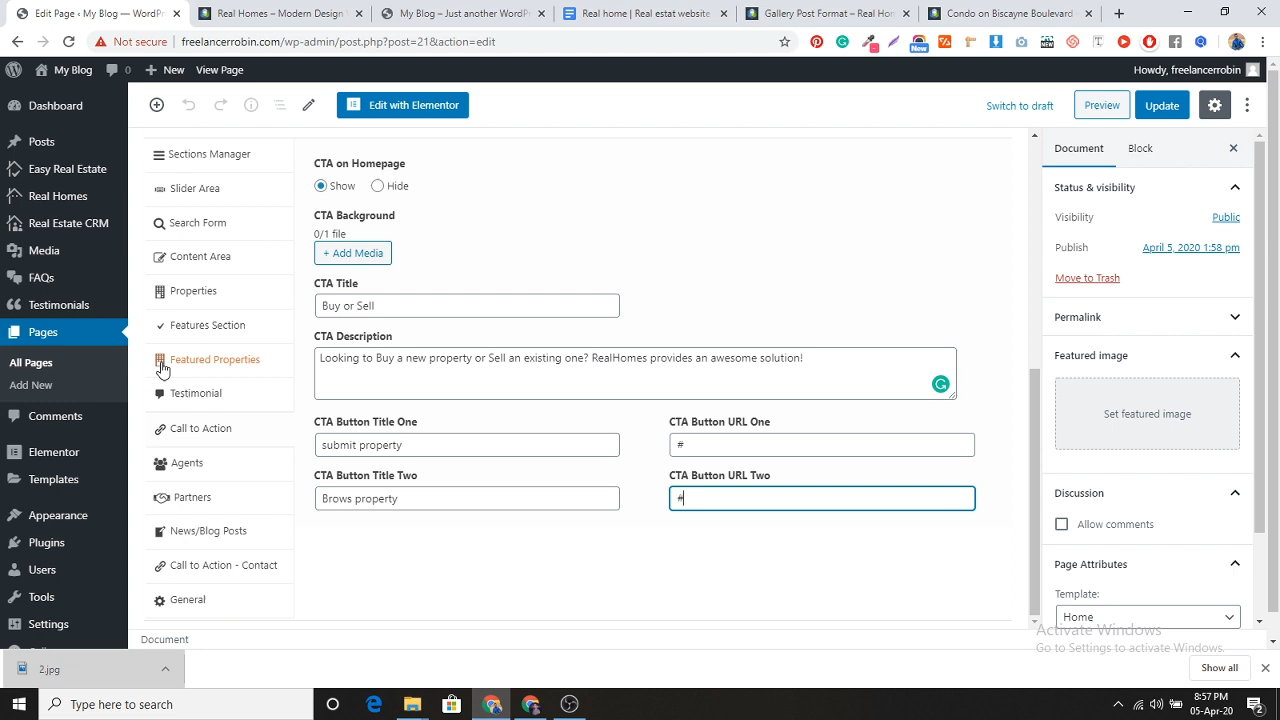 Edit Page ‹ My Blog — WordPr
Real Homes – Modern Design V
My Blog – Just another WordPr
Real home | Real estat website
Gallery Post Format – Real Hom
Condo on Biscayne Boulevard
Not secure | freelancerrobin.com/wp-admin/post.php?post=21&action=edit
New
NEW
My Blog 0 + New View Page
Howdy, freelancerrobin
Dashboard
Posts
Easy Real Estate
Real Homes
Real Estate CRM
Media
FAQs
Testimonials
Pages
All Pages
Add New
Comments
Elementor
Templates
Appearance
Plugins
Users
Tools
Settings
Edit with Elementor
Switch to draft
Preview
Update
Sections Manager
Slider Area
Search Form
Content Area
Properties
Features Section
Featured Properties
Testimonial
Call to Action
Agents
Partners
News/Blog Posts
Call to Action - Contact
General
CTA on Homepage
Show Hide
CTA Background
0/1 file
+ Add Media
CTA Title
Buy or Sell
CTA Description
Looking to Buy a new property or Sell an existing one? RealHomes provides an awesome solution!
CTA Button Title One
submit property
CTA Button URL One
#
CTA Button Title Two
Brows property
CTA Button URL Two
#
Document
Document Block
Status & visibility
Visibility Public
Publish April 5, 2020 1:58 pm
Move to Trash
Permalink
Featured image
Set featured image
Discussion
Allow comments
Page Attributes
Template:
Home
Activate Windows
Go to Settings to activate Windows.
2.jpg
Show all
Type here to search
8:57 PM
05-Apr-20
2